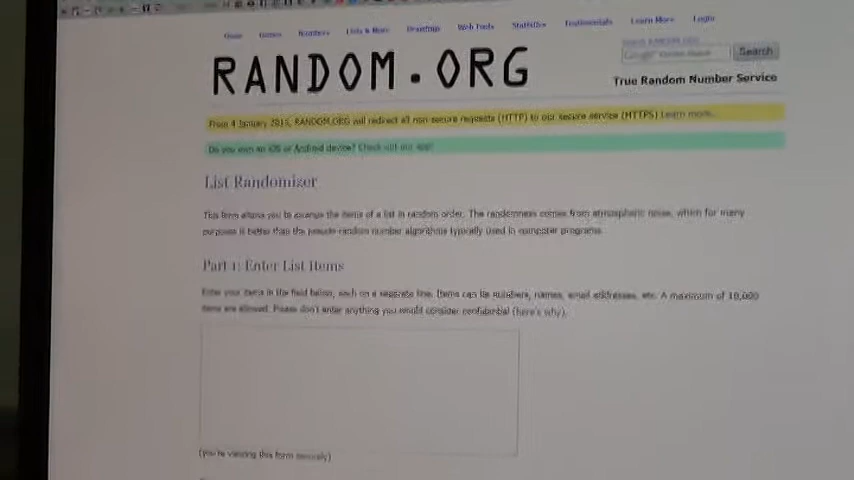 Home Games Numbers Lists & More Drawings Web Tools Statistics Testimonials Learn More Login
Search RANDOM.ORG
Search
RANDOM.ORG
True Random Number Service
From 4 January 2015, RANDOM.ORG will redirect all non-secure requests (HTTP) to our secure service (HTTPS) Learn more...
Do you own an iOS or Android device? Check out our app!
List Randomizer
This form allows you to arrange the items of a list in random order. The randomness comes from atmospheric noise, which for many
purposes is better than the pseudo-random number algorithms typically used in computer programs.
Part 1: Enter List Items
Enter your items in the field below, each on a separate line. Items can be numbers, names, email addresses, etc. A maximum of 10,000
items are allowed. Please don't enter anything you would consider confidential (here's why).
(you're viewing this form securely)